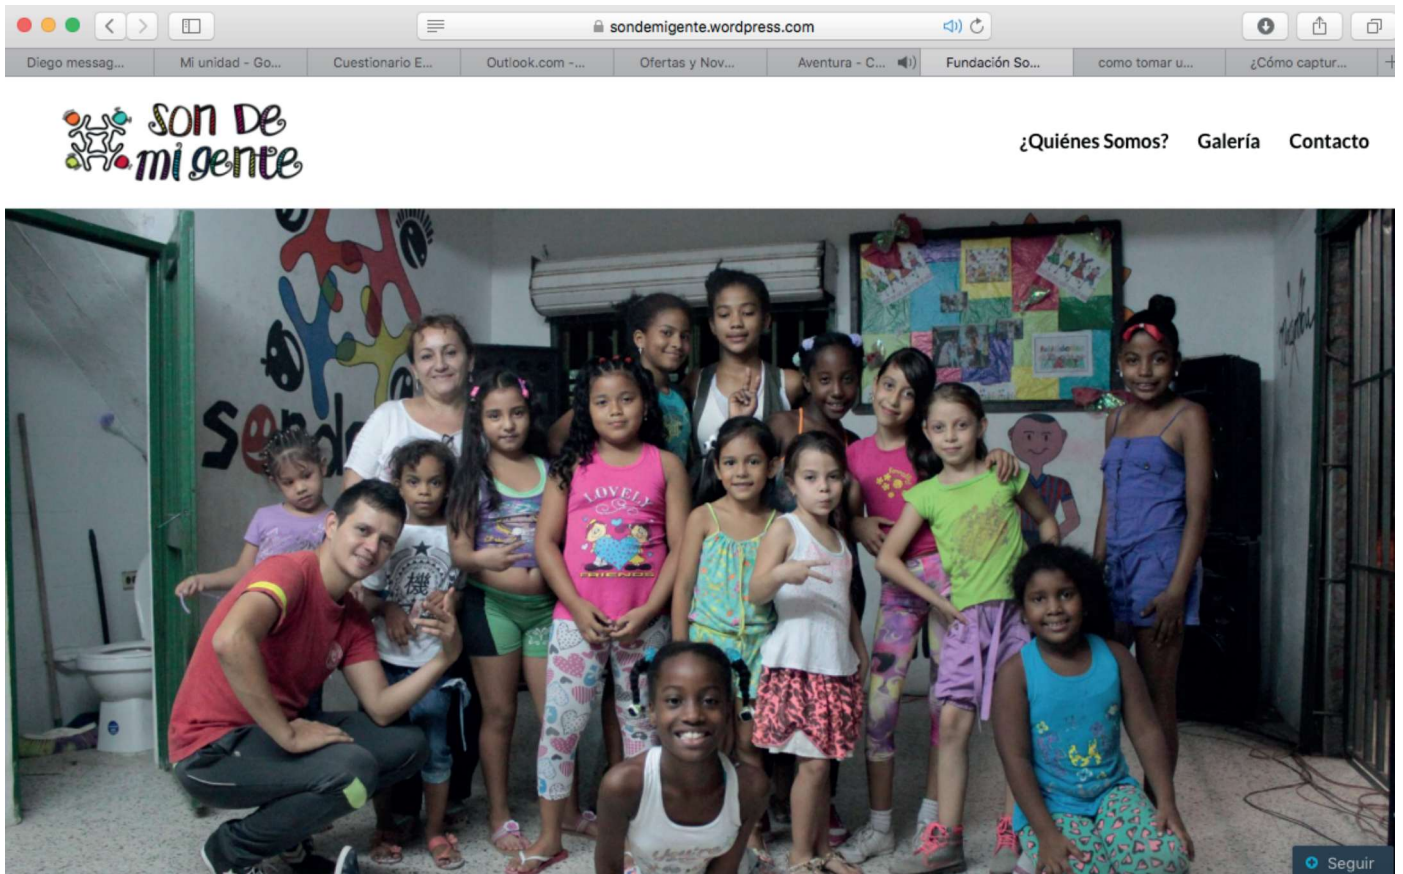 sondemigente.wordpress.com
Diego messag...
Mi unidad - Go...
Cuestionario E...
Outlook.com -...
Ofertas y Nov...
Aventura - C...
Fundación So...
como tomar u...
¿Cómo captur...
son de
mi gente
¿Quiénes Somos?
Galería
Contacto
LOVELY
FRIENDS
機
Seguir